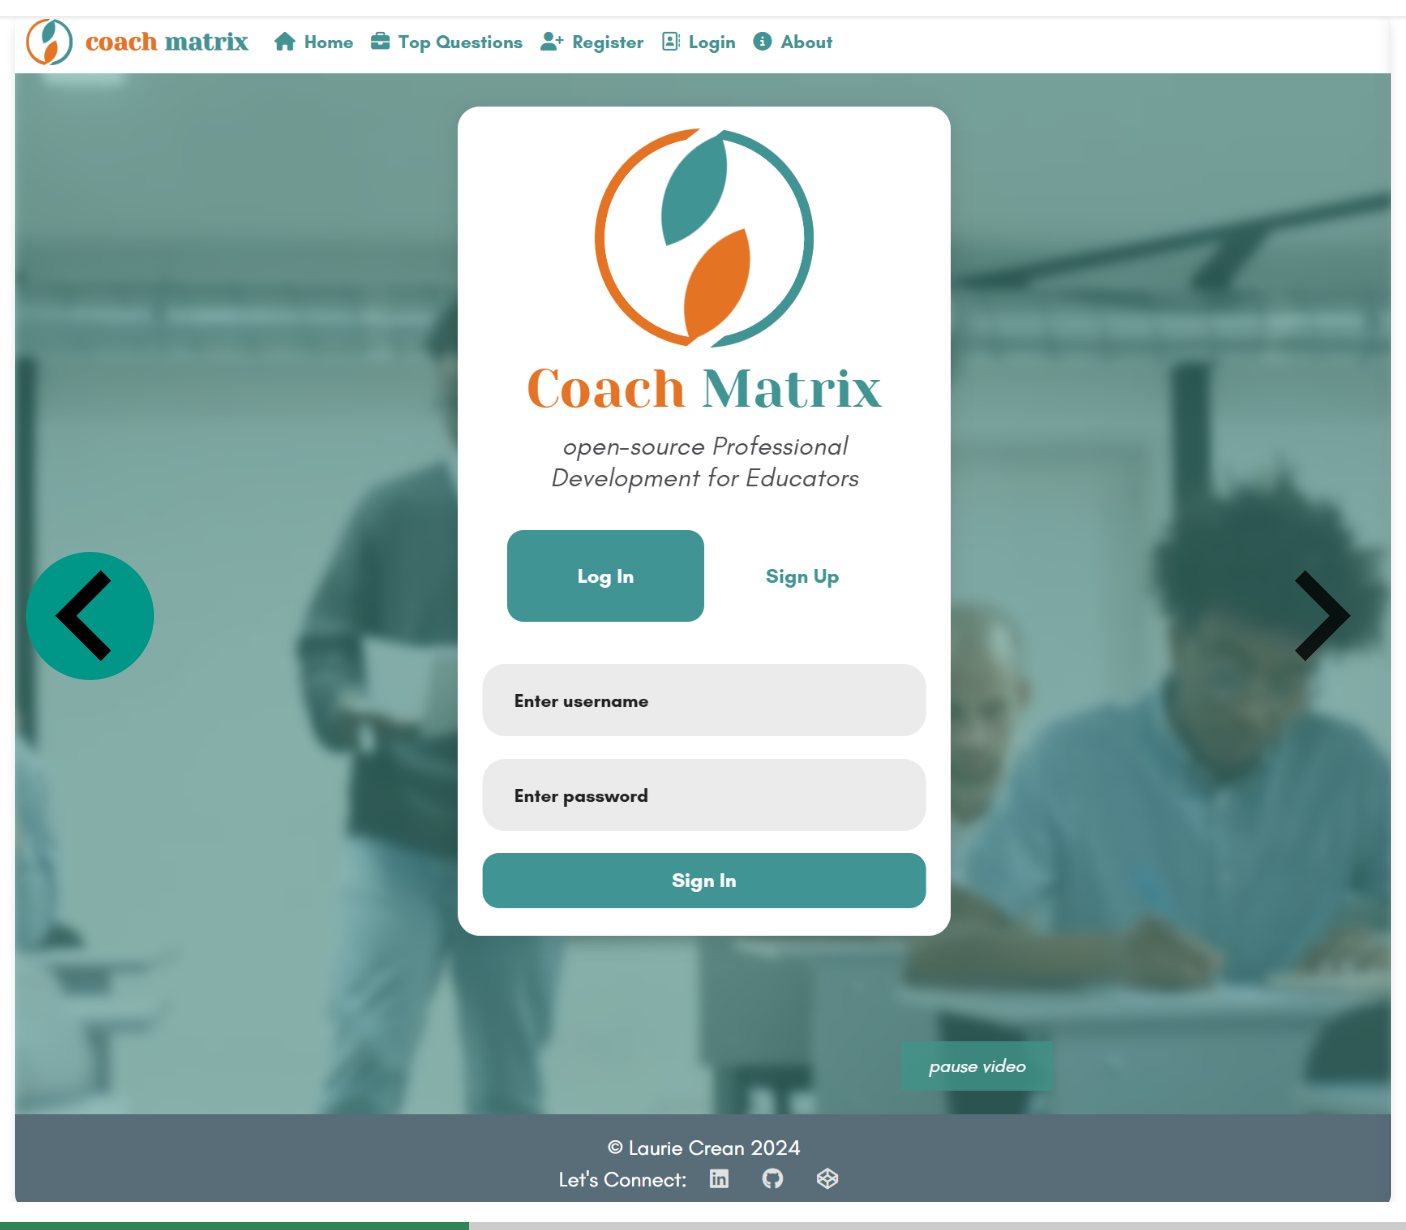 coach matrix Home Top Questions Register Login About
Coach Matrix
open-source Professional
Development for Educators
Log In Sign Up
Enter username
Enter password
Sign In
pause video
© Laurie Crean 2024
Let's Connect: